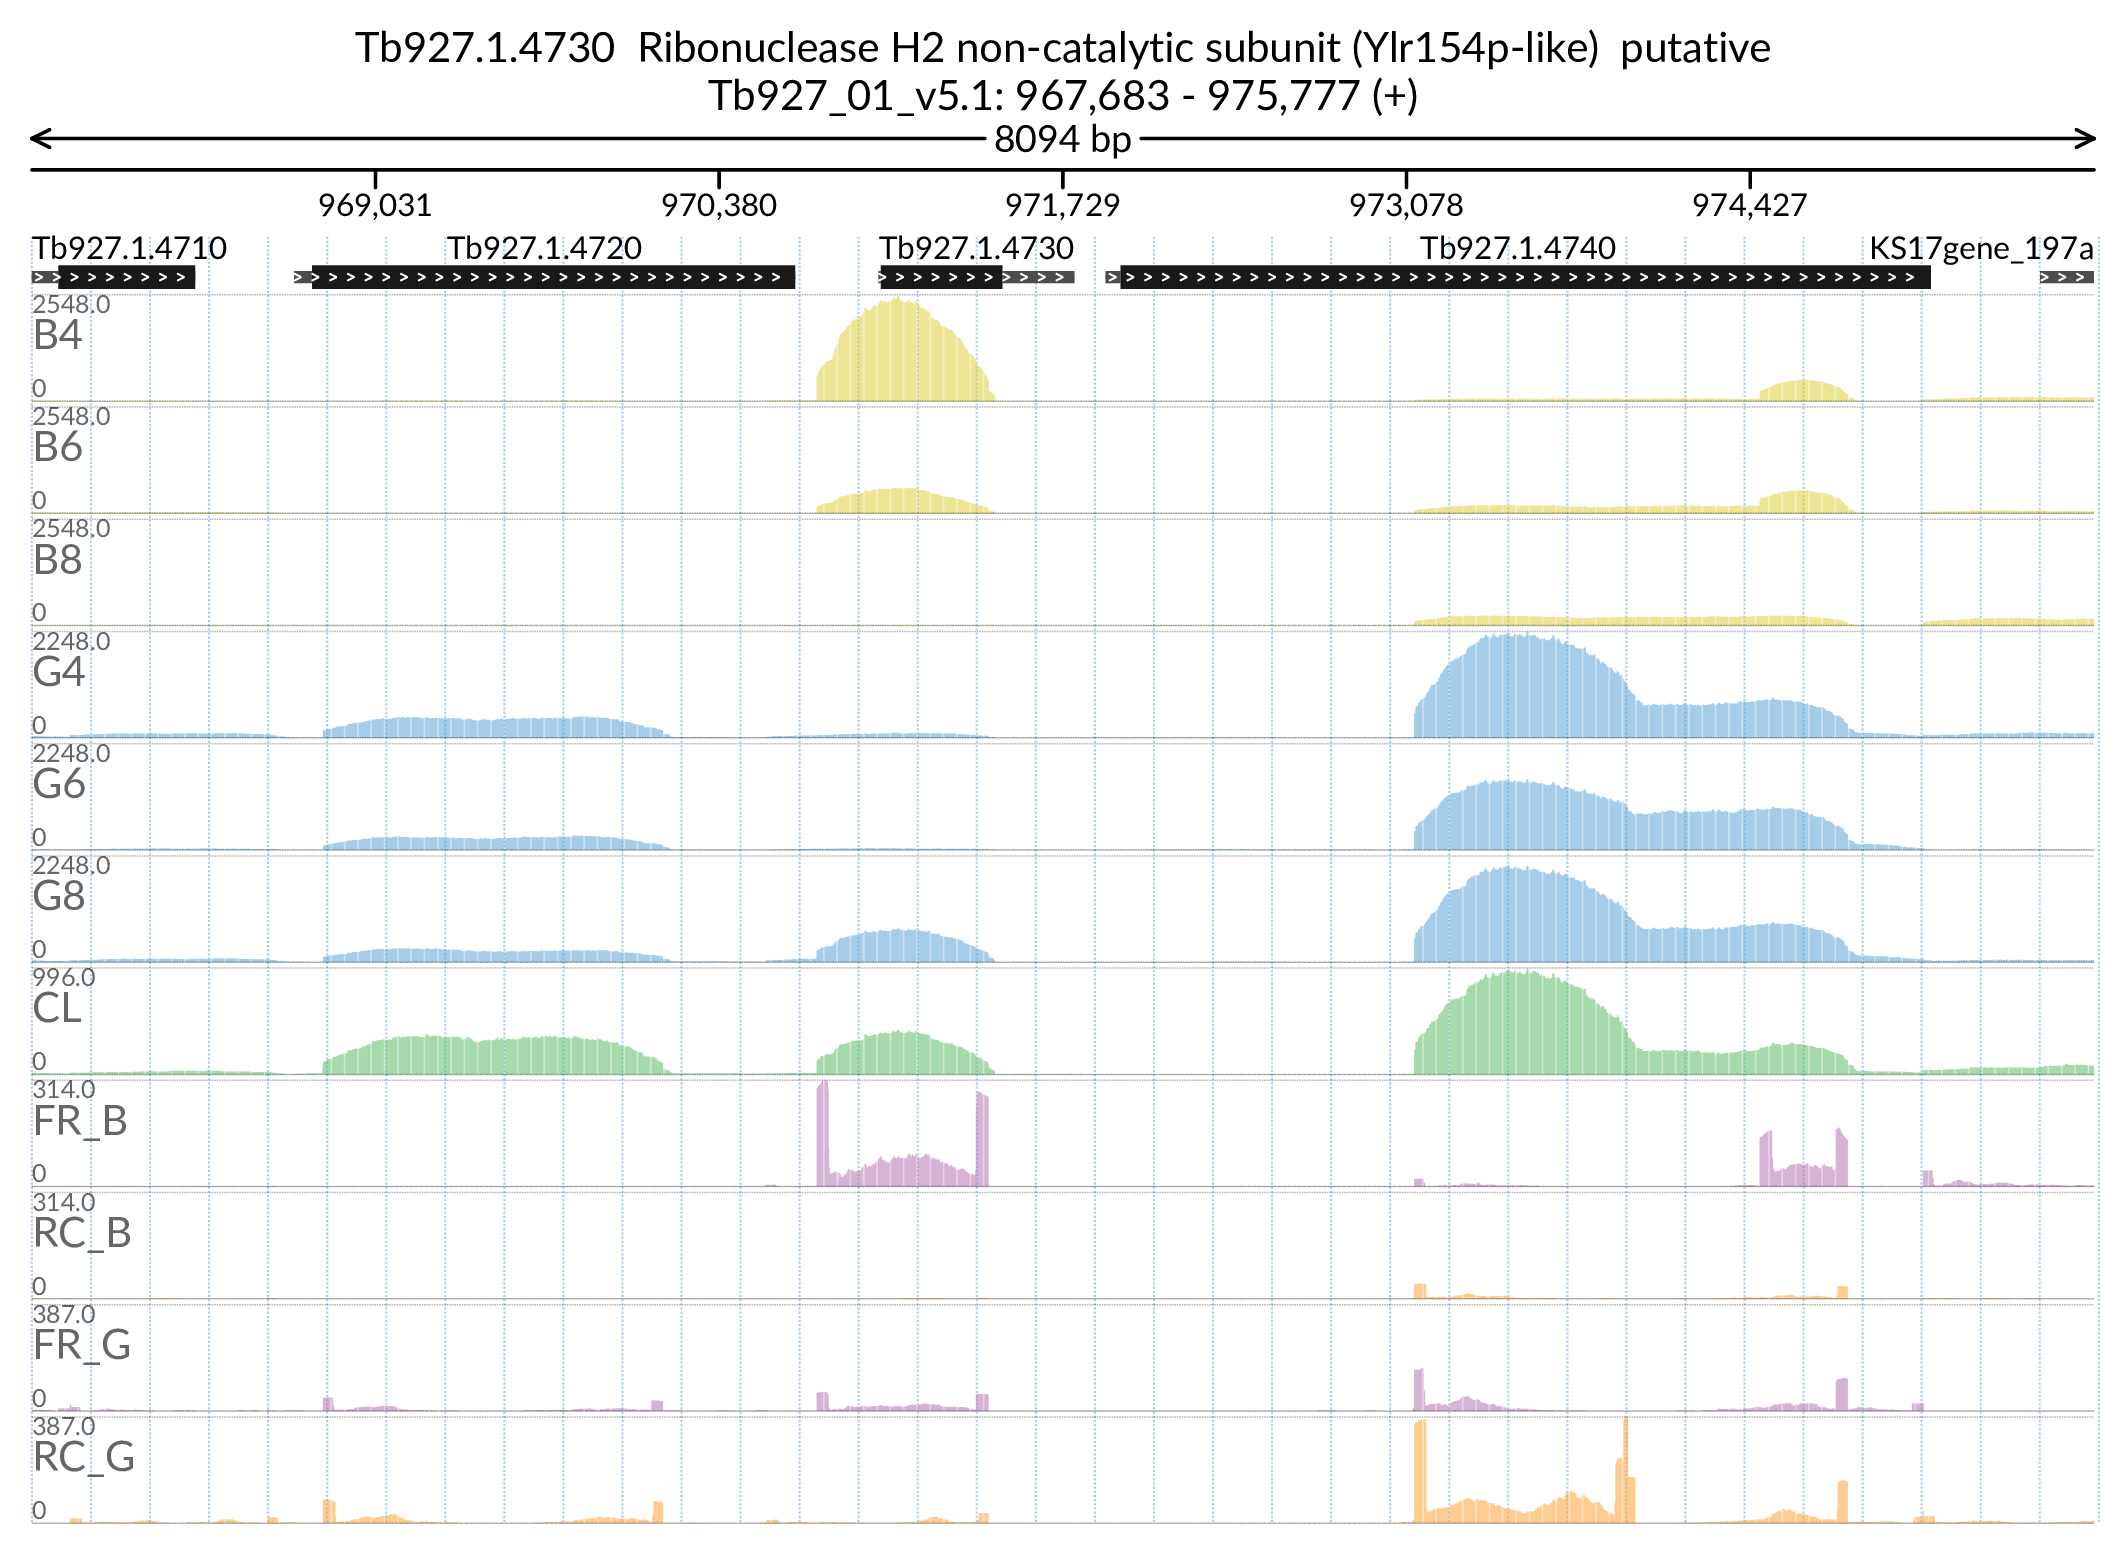 Tb927.1.4730  Ribonuclease H2 non-catalytic subunit (Ylr154p-like)  putative
Tb927_01_v5.1: 967,683 - 975,777 (+)
8094 bp
969,031 970,380 971,729 973,078 974,427
Tb927.1.4710 Tb927.1.4720 Tb927.1.4730 Tb927.1.4740 KS17gene_197a
2548.0
B4
0
2548.0
B6
0
2548.0
B8
0
2248.0
G4
0
2248.0
G6
0
2248.0
G8
0
996.0
CL
0
314.0
FR_B
0
314.0
RC_B
0
387.0
FR_G
0
387.0
RC_G
0